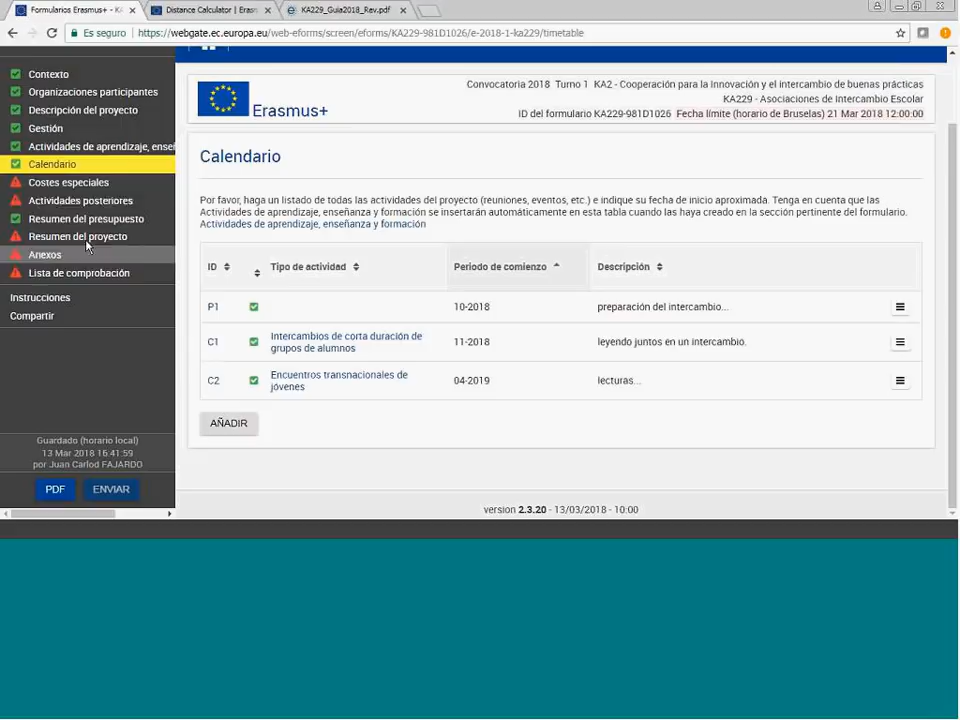 Formularios Erasmus+ - KA
Distance Calculator | Erasm
KA229_Guia2018_Rev.pdf
Es seguro
https://webgate.ec.europa.eu/web-eforms/screen/eforms/KA229-981D1026/e-2018-1-ka229/timetable
Contexto
Organizaciones participantes
Descripción del proyecto
Gestión
Actividades de aprendizaje, enseñ
Calendario
Costes especiales
Actividades posteriores
Resumen del presupuesto
Resumen del proyecto
Anexos
Lista de comprobación
Instrucciones
Compartir
Guardado (horario local)
13 Mar 2018 16:41:59
por Juan Carlod FAJARDO
PDF
ENVIAR
Erasmus+
Convocatoria 2018 Turno 1 KA2 - Cooperación para la Innovación y el intercambio de buenas prácticas
KA229 - Asociaciones de Intercambio Escolar
ID del formulario KA229-981D1026 Fecha límite (horario de Bruselas) 21 Mar 2018 12:00:00
Calendario
Por favor, haga un listado de todas las actividades del proyecto (reuniones, eventos, etc.) e indique su fecha de inicio aproximada. Tenga en cuenta que las
Actividades de aprendizaje, enseñanza y formación se insertarán automáticamente en esta tabla cuando las haya creado en la sección pertinente del formulario.
Actividades de aprendizaje, enseñanza y formación
ID Tipo de actividad Periodo de comienzo Descripción
P1 10-2018 preparación del intercambio...
C1 Intercambios de corta duración de grupos de alumnos 11-2018 leyendo juntos en un intercambio.
C2 Encuentros transnacionales de jóvenes 04-2019 lecturas...
AÑADIR
version 2.3.20 - 13/03/2018 - 10:00